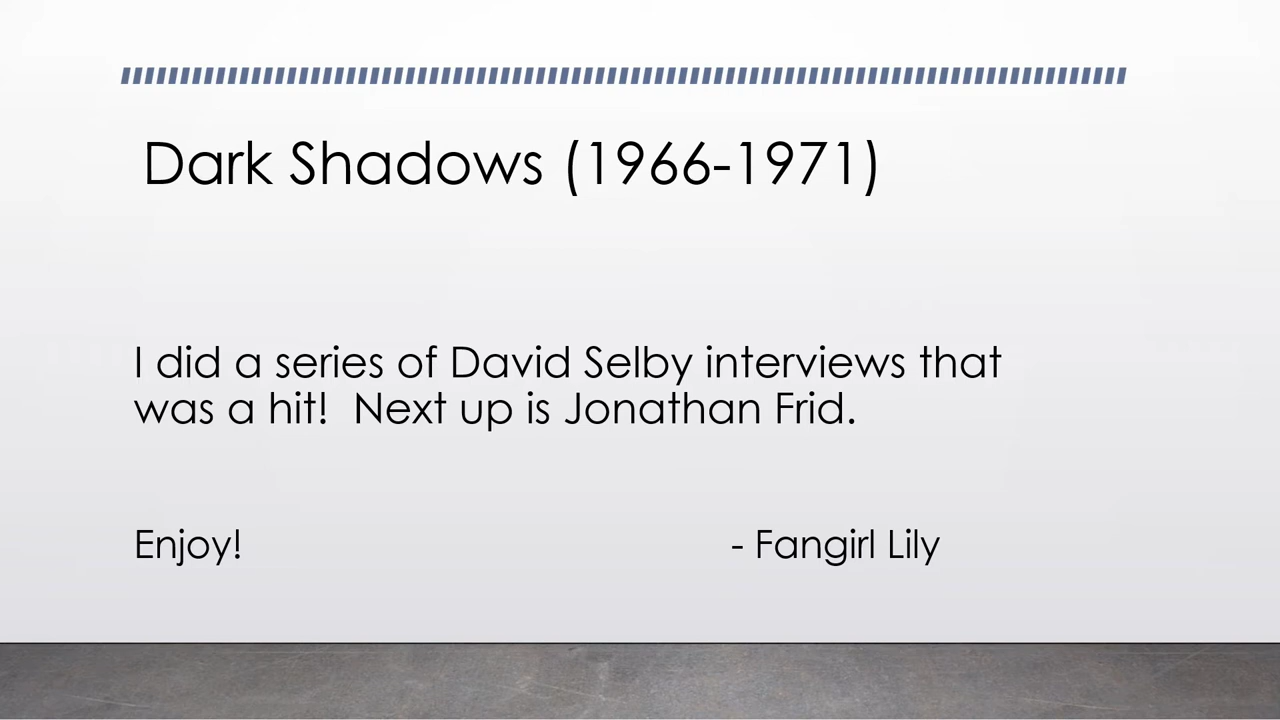 Dark Shadows (1966-1971)
I did a series of David Selby interviews that
was a hit!  Next up is Jonathan Frid.
Enjoy! - Fangirl Lily